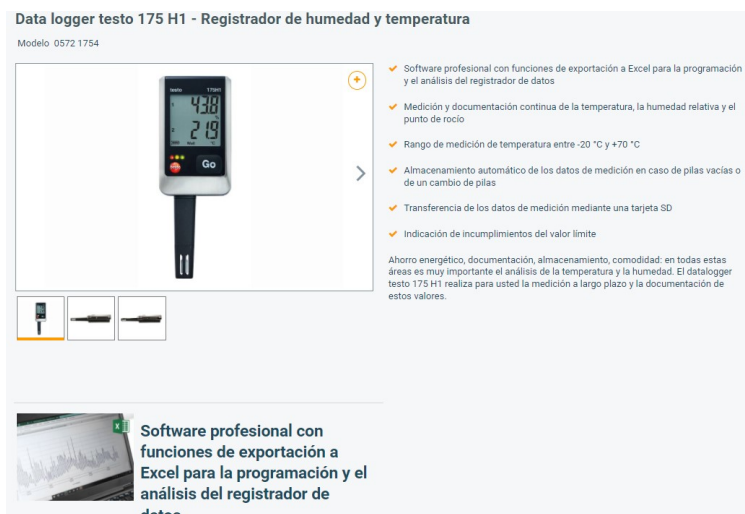 Data logger testo 175 H1 - Registrador de humedad y temperatura
Modelo 0572 1754
testo 175H1
1 43.8
2 21.9
Go
Software profesional con funciones de exportación a Excel para la programación
y el análisis del registrador de datos
Medición y documentación continua de la temperatura, la humedad relativa y el
punto de rocío
Rango de medición de temperatura entre -20 °C y +70 °C
Almacenamiento automático de los datos de medición en caso de pilas vacías o
de un cambio de pilas
Transferencia de los datos de medición mediante una tarjeta SD
Indicación de incumplimientos del valor límite
Ahorro energético, documentación, almacenamiento, comodidad: en todas estas
áreas es muy importante el análisis de la temperatura y la humedad. El datalogger
testo 175 H1 realiza para usted la medición a largo plazo y la documentación de
estos valores.
Software profesional con
funciones de exportación a
Excel para la programación y el
análisis del registrador de
datos